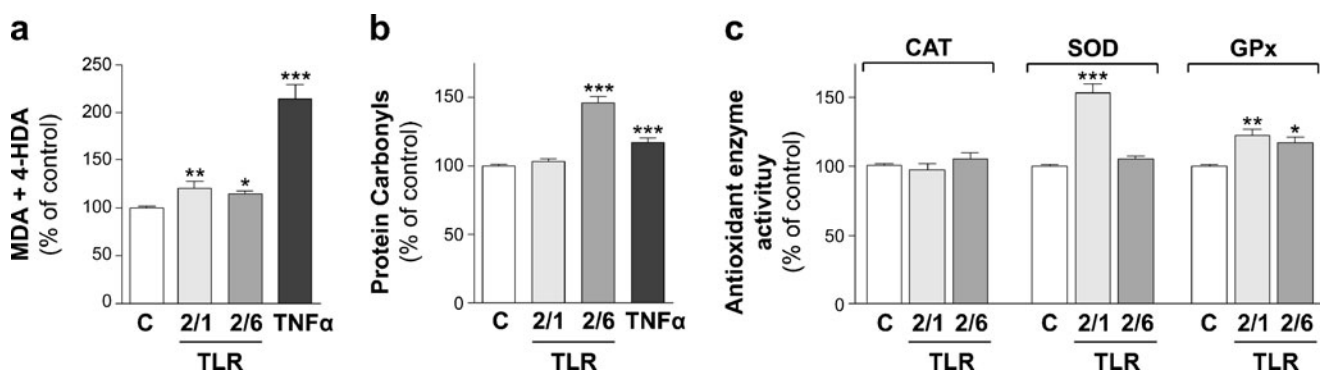 a
MDA + 4-HDA
(% of control)
250
200
150
100
50
0
***
**
*
C 2/1 2/6 TNFα
TLR
b
Protein Carbonyls
(% of control)
150
100
50
0
***
***
C 2/1 2/6 TNFα
TLR
c
CAT SOD GPx
Antioxidant enzyme
activituy
(% of control)
150
100
50
0
***
**
*
C 2/1 2/6 C 2/1 2/6 C 2/1 2/6
TLR TLR TLR